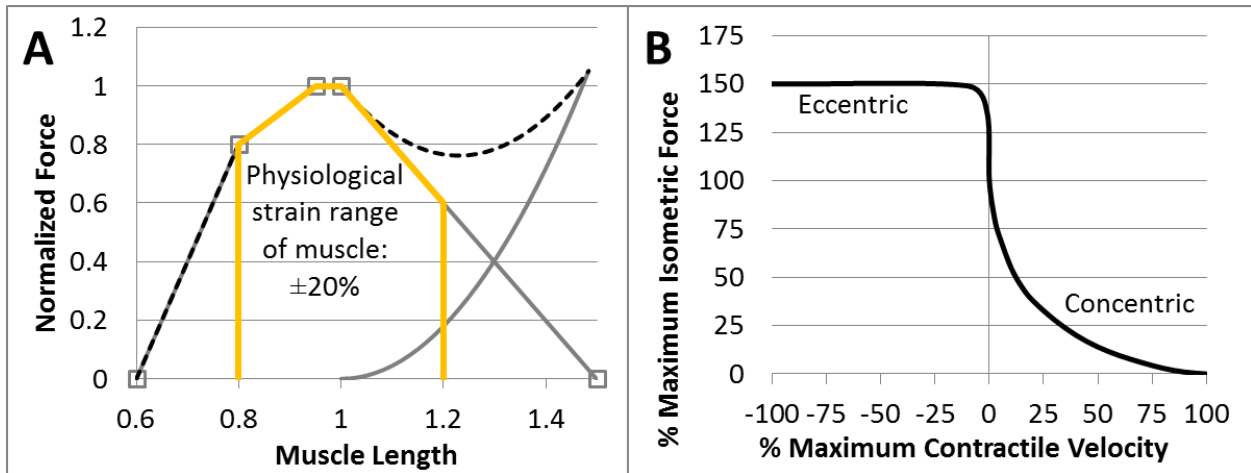 A
Normalized Force
1.2
1
0.8
0.6
0.4
0.2
0
Physiological
strain range
of muscle:
±20%
0.6 0.8 1 1.2 1.4
Muscle Length
B
% Maximum Isometric Force
175
150
125
100
75
50
25
0
Eccentric
Concentric
-100 -75 -50 -25 0 25 50 75 100
% Maximum Contractile Velocity